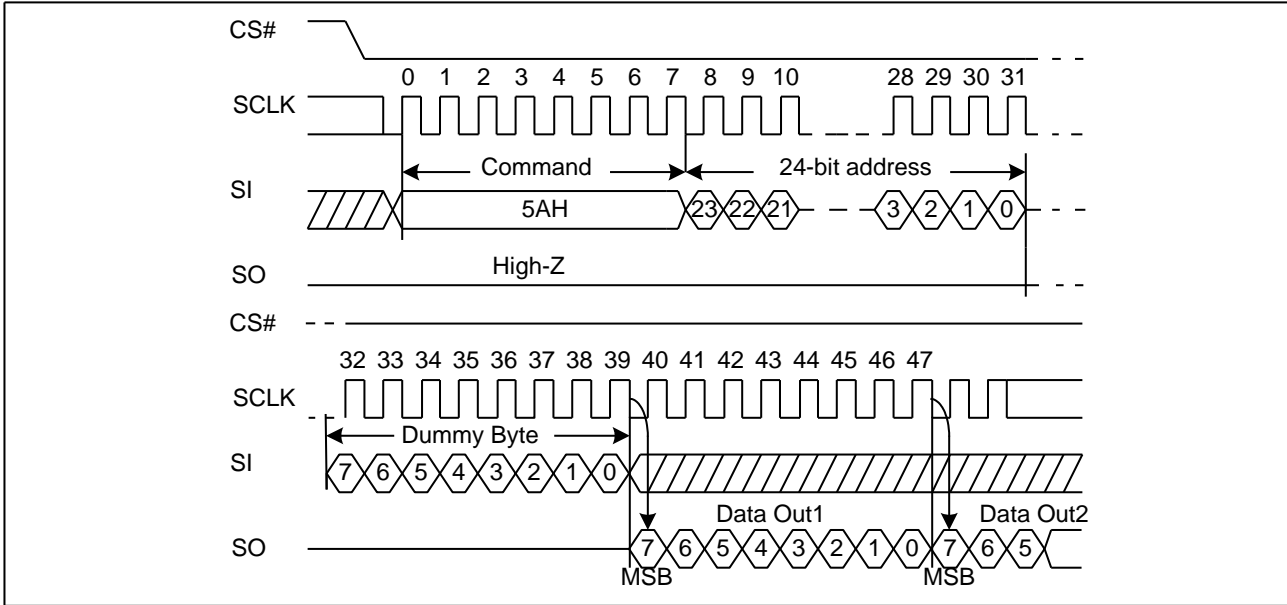 CS#
0 1 2 3 4 5 6 7 8 9 10 28 29 30 31
SCLK
Command 24-bit address
SI 5AH 23 22 21 3 2 1 0
High-Z
SO
CS#
32 33 34 35 36 37 38 39 40 41 42 43 44 45 46 47
SCLK
Dummy Byte
SI 7 6 5 4 3 2 1 0
Data Out1 Data Out2
SO 7 6 5 4 3 2 1 0 7 6 5
MSB MSB